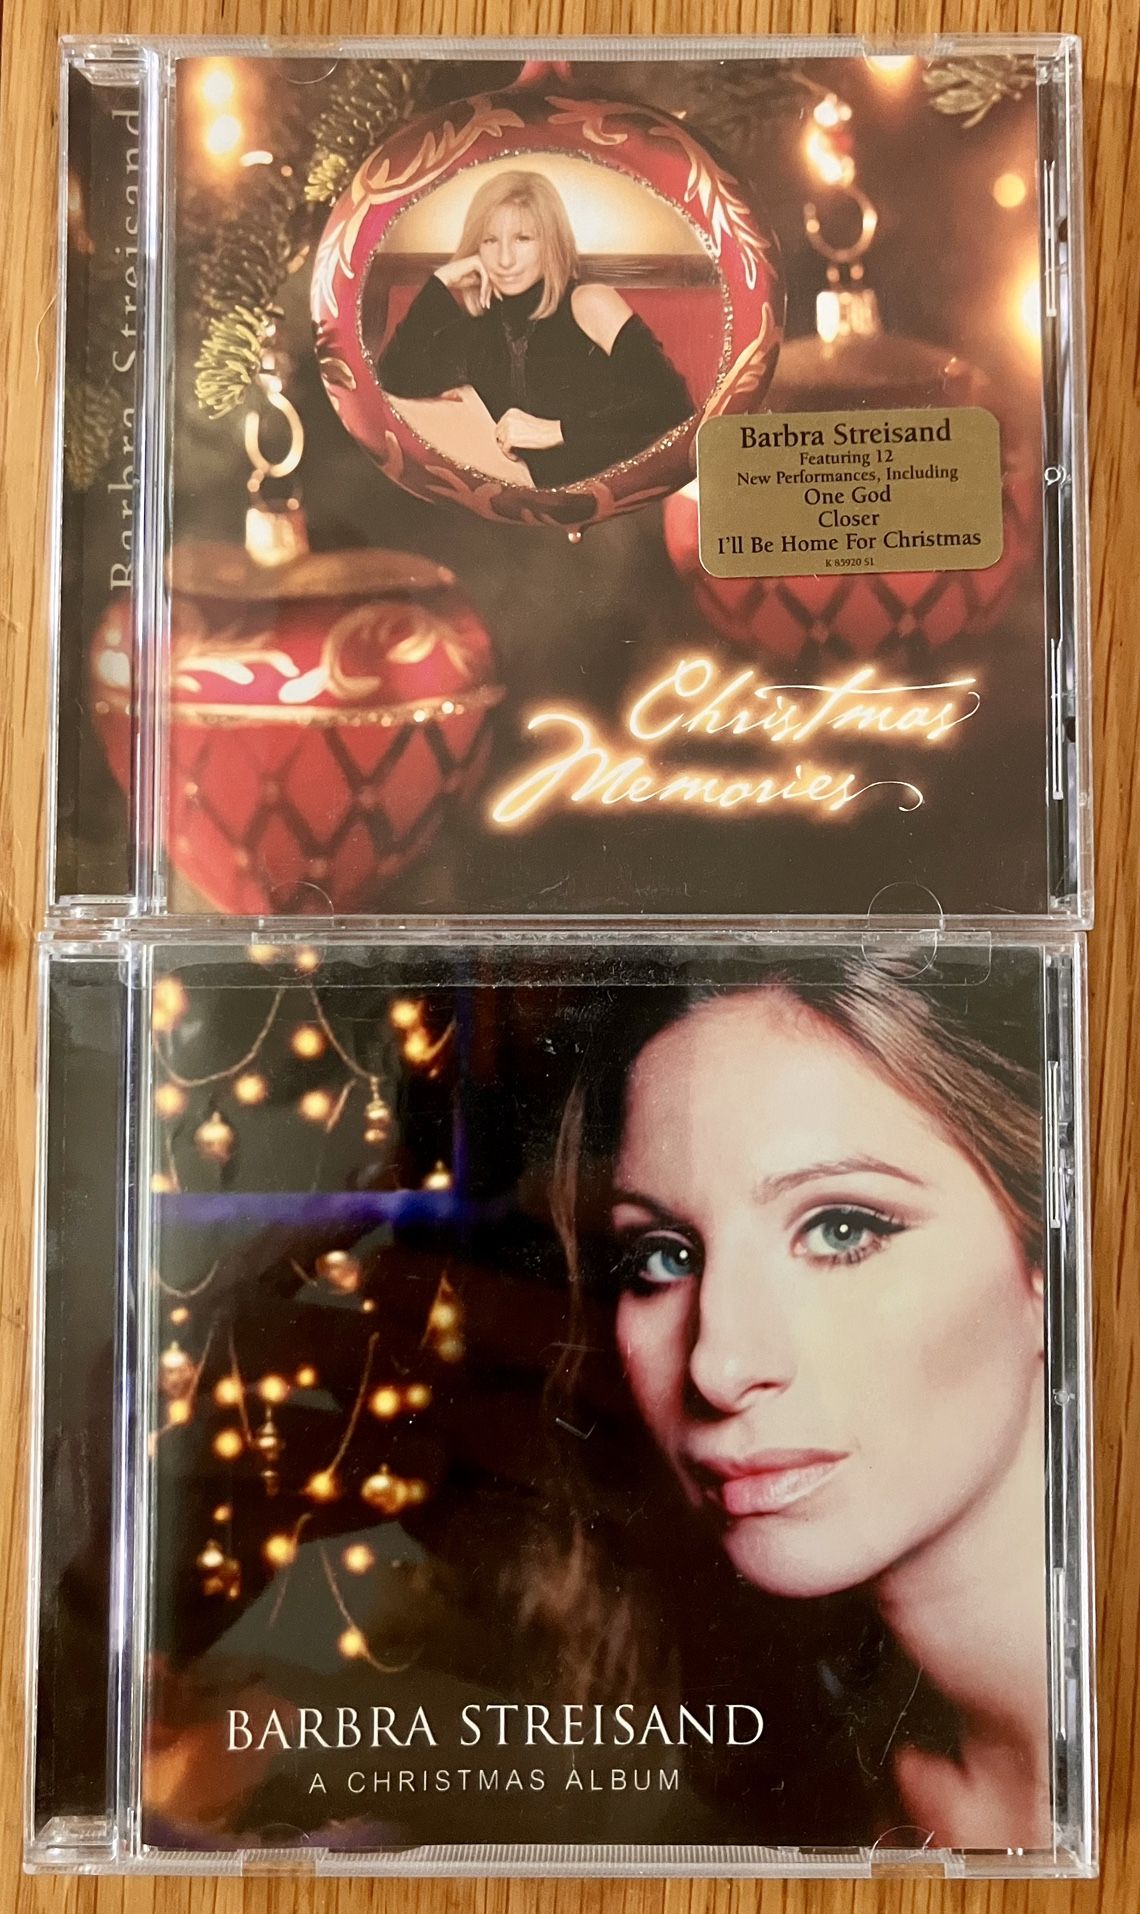 Barbra Streisand
Barbra Streisand
Featuring 12
New Performances, Including
One God
Closer
I'll Be Home For Christmas
K 85920 S1
Christmas
Memories
BARBRA STREISAND
A CHRISTMAS ALBUM